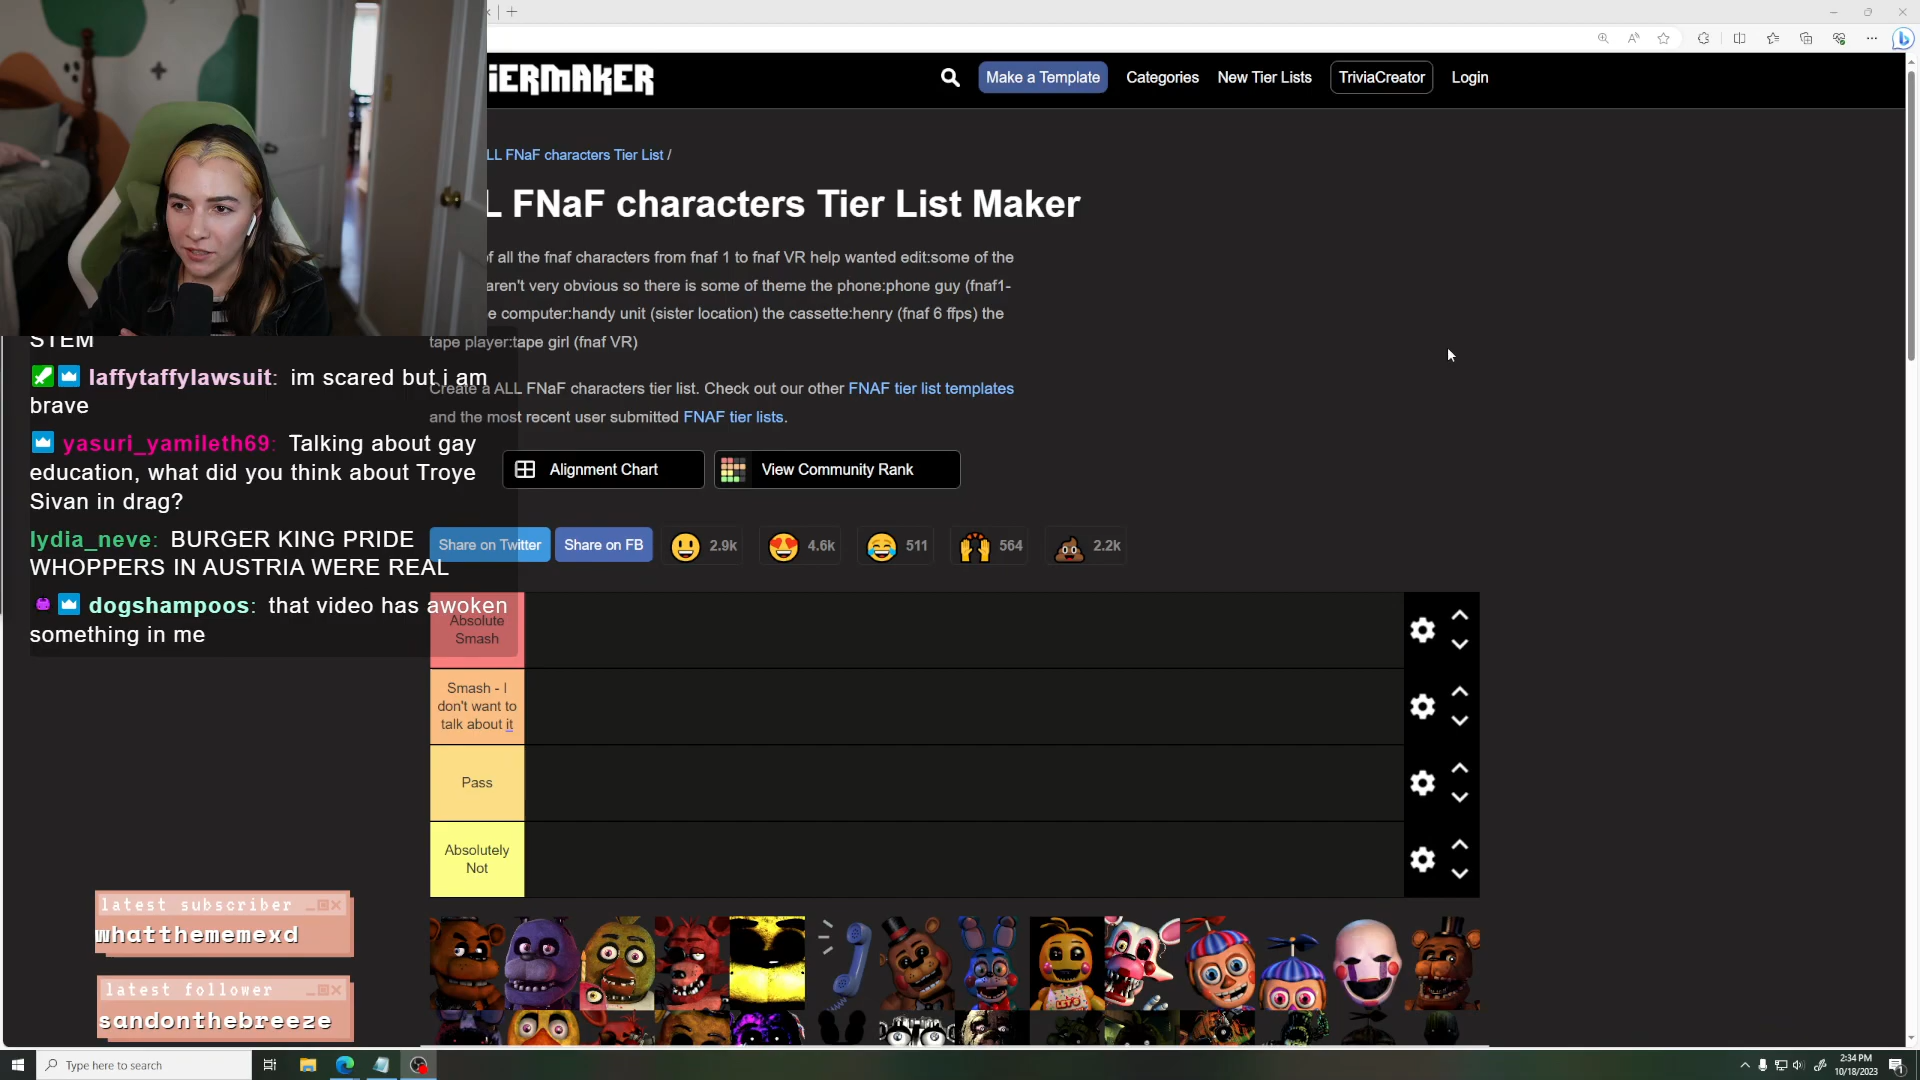 iERMAKER
Make a Template
Categories
New Tier Lists
TriviaCreator
Login
LL FNaF characters Tier List /
L FNaF characters Tier List Maker
f all the fnaf characters from fnaf 1 to fnaf VR help wanted edit:some of the
aren't very obvious so there is some of theme the phone:phone guy (fnaf1-
e computer:handy unit (sister location) the cassette:henry (fnaf 6 ffps) the
tape player:tape girl (fnaf VR)
Create a ALL FNaF characters tier list. Check out our other FNAF tier list templates
and the most recent user submitted FNAF tier lists.
Alignment Chart
View Community Rank
Share on Twitter
Share on FB
2.9k
4.6k
511
564
2.2k
STEM
laffytaffylawsuit: im scared but i am
brave
yasuri_yamileth69: Talking about gay
education, what did you think about Troye
Sivan in drag?
lydia_neve: BURGER KING PRIDE
WHOPPERS IN AUSTRIA WERE REAL
dogshampoos: that video has awoken
something in me
Absolute
Smash
Smash - I
don't want to
talk about it
Pass
Absolutely
Not
latest subscriber
whatthememexd
latest follower
sandonthebreeze
LET'S
Type here to search
2:34 PM
10/18/2023